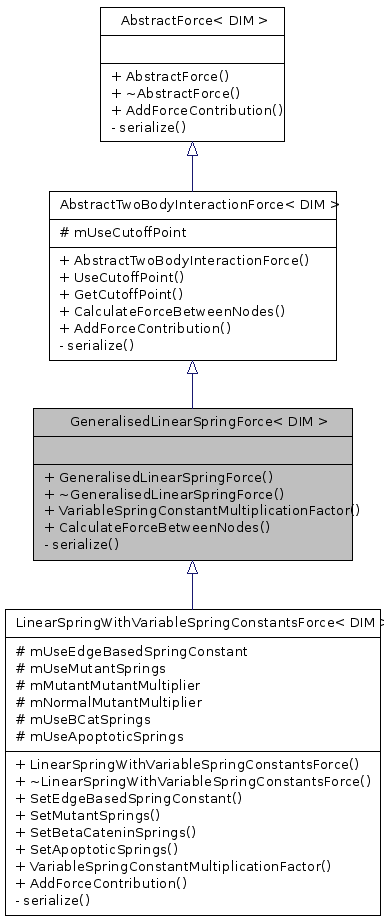 AbstractForce< DIM >
+ AbstractForce()
+ ~AbstractForce()
+ AddForceContribution()
- serialize()
AbstractTwoBodyInteractionForce< DIM >
# mUseCutoffPoint
+ AbstractTwoBodyInteractionForce()
+ UseCutoffPoint()
+ GetCutoffPoint()
+ CalculateForceBetweenNodes()
+ AddForceContribution()
- serialize()
GeneralisedLinearSpringForce< DIM >
+ GeneralisedLinearSpringForce()
+ ~GeneralisedLinearSpringForce()
+ VariableSpringConstantMultiplicationFactor()
+ CalculateForceBetweenNodes()
- serialize()
LinearSpringWithVariableSpringConstantsForce< DIM >
# mUseEdgeBasedSpringConstant
# mUseMutantSprings
# mMutantMutantMultiplier
# mNormalMutantMultiplier
# mUseBCatSprings
# mUseApoptoticSprings
+ LinearSpringWithVariableSpringConstantsForce()
+ ~LinearSpringWithVariableSpringConstantsForce()
+ SetEdgeBasedSpringConstant()
+ SetMutantSprings()
+ SetBetaCateninSprings()
+ SetApoptoticSprings()
+ VariableSpringConstantMultiplicationFactor()
+ AddForceContribution()
- serialize()